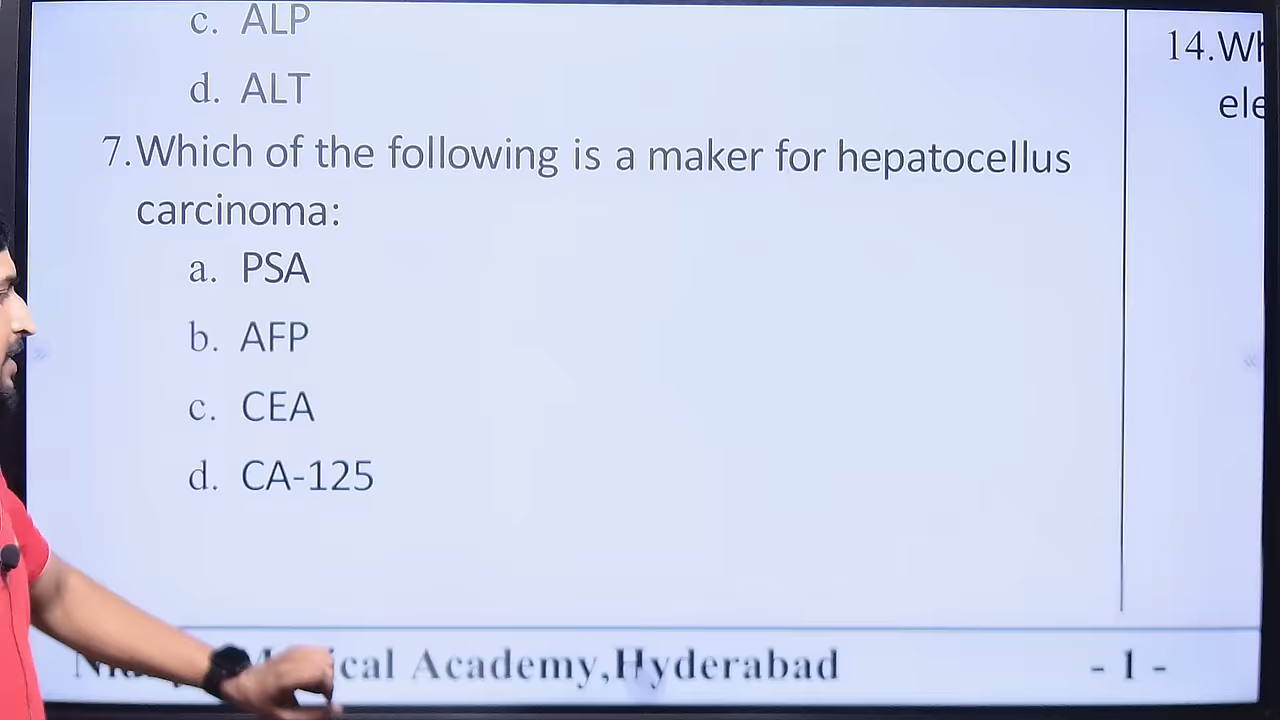 c. ALP
d. ALT
7.Which of the following is a maker for hepatocellus
carcinoma:
a. PSA
b. AFP
c. CEA
d. CA-125
14.Wh
ele
Academy,Hyderabad
- 1 -